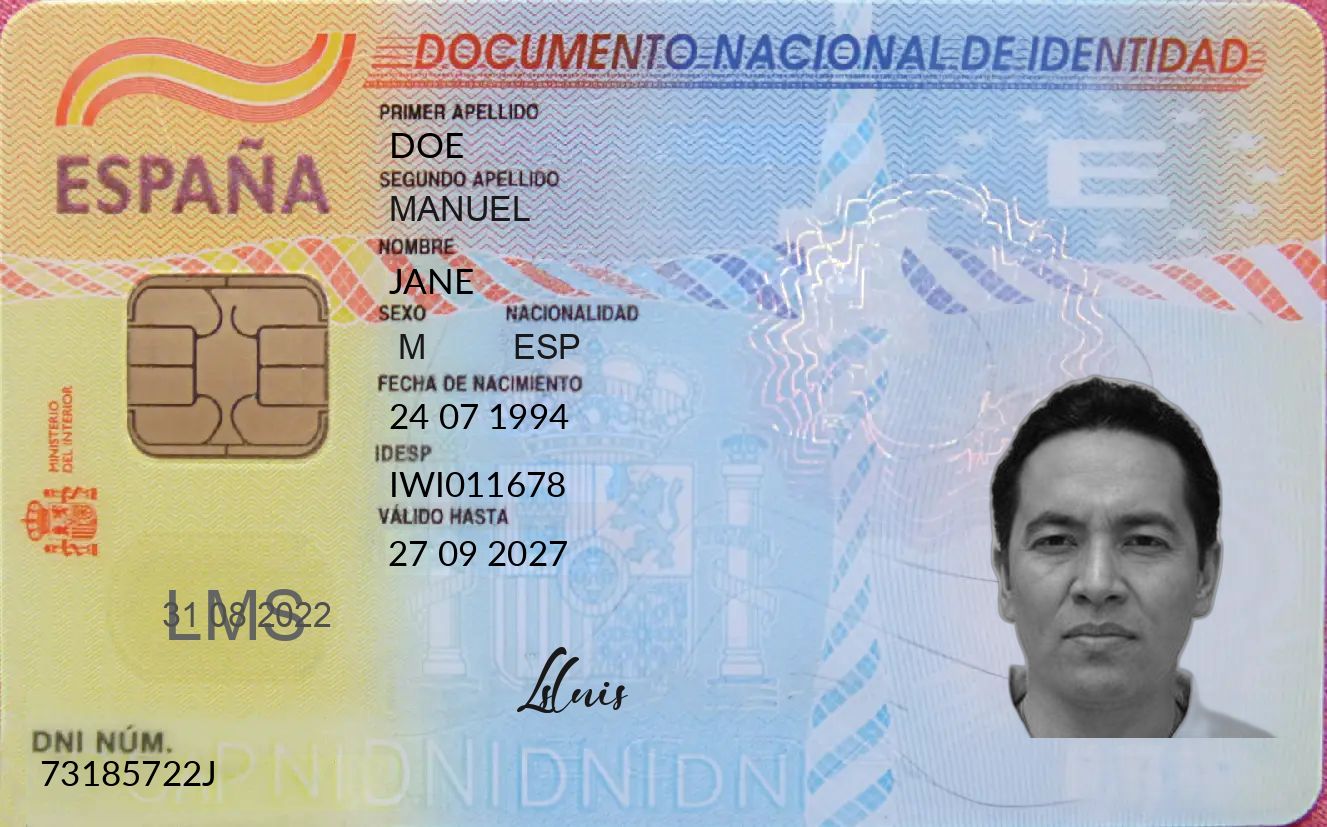 DOCUMENTO NACIONAL DE IDENTIDAD
ESPAÑA
PRIMER APELLIDO
DOE
SEGUNDO APELLIDO
MANUEL
NOMBRE
JANE
SEXO NACIONALIDAD
M ESP
FECHA DE NACIMIENTO
24 07 1994
IDESP
IWI011678
VÁLIDO HASTA
27 09 2027
MINISTERIO
DEL INTERIOR
E
LMS
31 08 2022
LsLuis
DNI NÚM.
73185722J
DNIDNIDNIDN